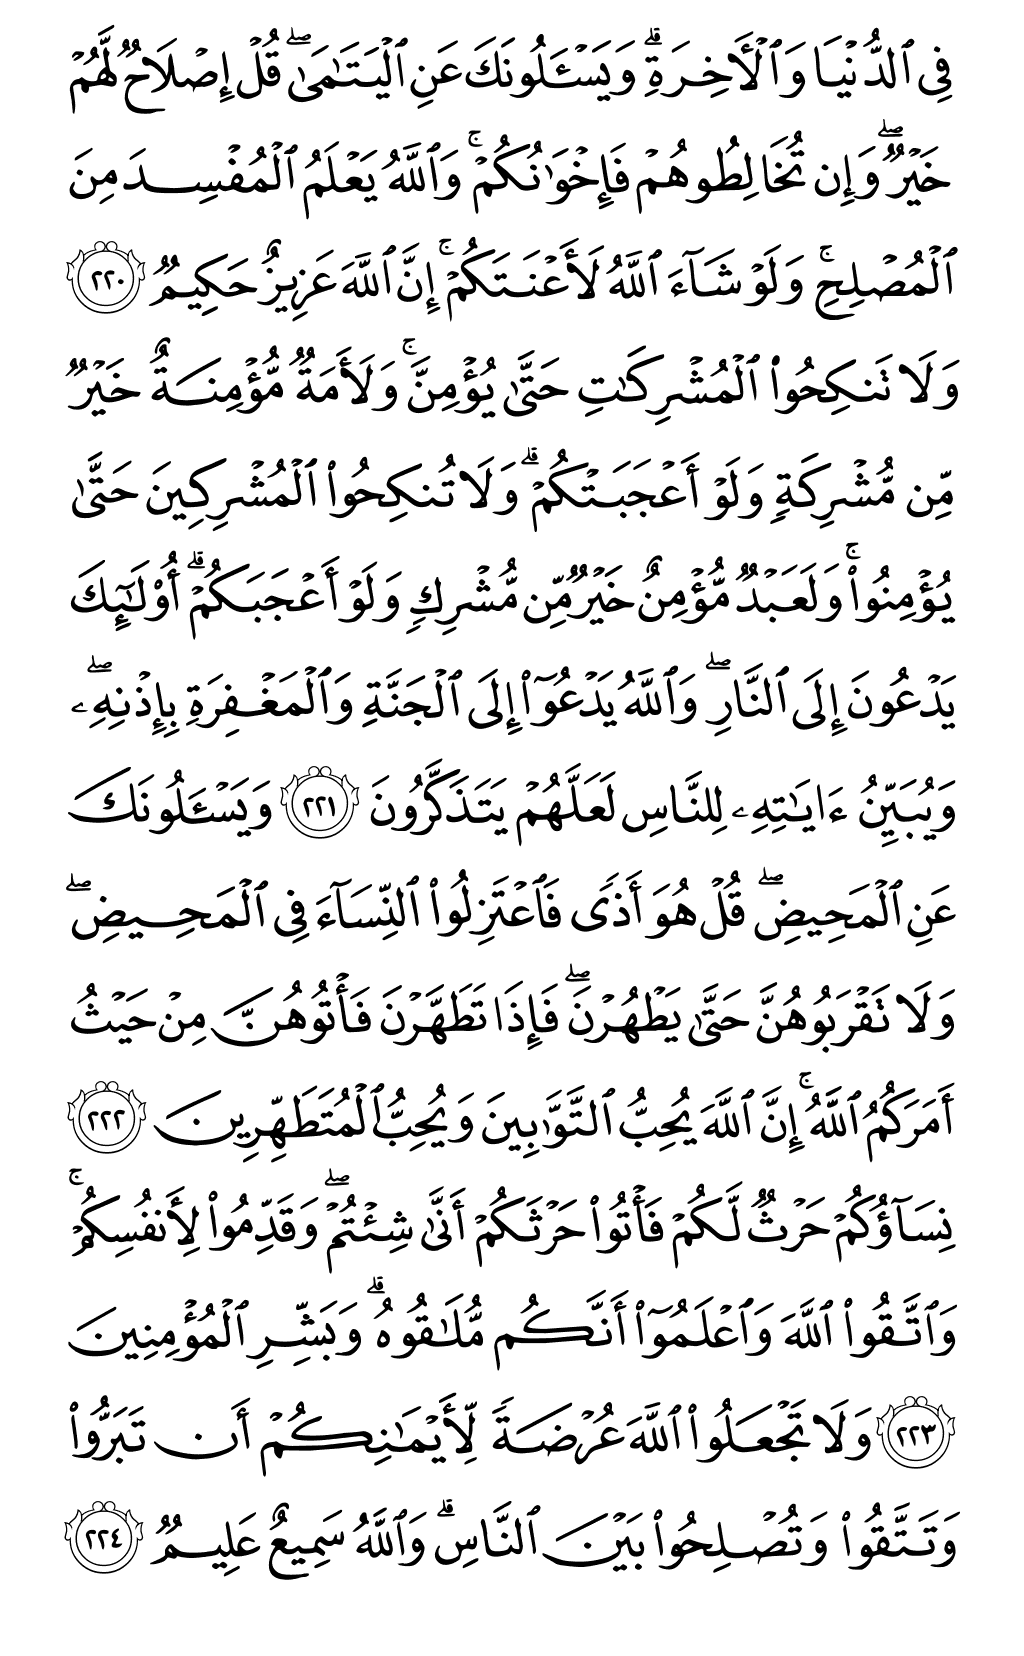 فِي ٱلدُّنۡيَا وَٱلۡأٓخِرَةِۗ وَيَسۡـَٔلُونَكَ عَنِ ٱلۡيَتَٰمَىٰۖ قُلۡ إِصۡلَاحٞ لَّهُمۡ
خَيۡرٞۖ وَإِن تُخَالِطُوهُمۡ فَإِخۡوَٰنُكُمۡۚ وَٱللَّهُ يَعۡلَمُ ٱلۡمُفۡسِدَ مِنَ
ٱلۡمُصۡلِحِۚ وَلَوۡ شَآءَ ٱللَّهُ لَأَعۡنَتَكُمۡۚ إِنَّ ٱللَّهَ عَزِيزٌ حَكِيمٞ ٢٢٠
وَلَا تَنكِحُواْ ٱلۡمُشۡرِكَٰتِ حَتَّىٰ يُؤۡمِنَّۚ وَلَأَمَةٞ مُّؤۡمِنَةٌ خَيۡرٞ
مِّن مُّشۡرِكَةٖ وَلَوۡ أَعۡجَبَتۡكُمۡۗ وَلَا تُنكِحُواْ ٱلۡمُشۡرِكِينَ حَتَّىٰ
يُؤۡمِنُواْۚ وَلَعَبۡدٞ مُّؤۡمِنٌ خَيۡرٞ مِّن مُّشۡرِكٖ وَلَوۡ أَعۡجَبَكُمۡۗ أُوْلَٰٓئِكَ
يَدۡعُونَ إِلَى ٱلنَّارِۖ وَٱللَّهُ يَدۡعُوٓاْ إِلَى ٱلۡجَنَّةِ وَٱلۡمَغۡفِرَةِ بِإِذۡنِهِۦۖ
وَيُبَيِّنُ ءَايَٰتِهِۦ لِلنَّاسِ لَعَلَّهُمۡ يَتَذَكَّرُونَ ٢٢١ وَيَسۡـَٔلُونَكَ
عَنِ ٱلۡمَحِيضِۖ قُلۡ هُوَ أَذٗى فَٱعۡتَزِلُواْ ٱلنِّسَآءَ فِي ٱلۡمَحِيضِۖ
وَلَا تَقۡرَبُوهُنَّ حَتَّىٰ يَطۡهُرۡنَۖ فَإِذَا تَطَهَّرۡنَ فَأۡتُوهُنَّ مِنۡ حَيۡثُ
أَمَرَكُمُ ٱللَّهُۚ إِنَّ ٱللَّهَ يُحِبُّ ٱلتَّوَّٰبِينَ وَيُحِبُّ ٱلۡمُتَطَهِّرِينَ ٢٢٢
نِسَآؤُكُمۡ حَرۡثٞ لَّكُمۡ فَأۡتُواْ حَرۡثَكُمۡ أَنَّىٰ شِئۡتُمۡۖ وَقَدِّمُواْ لِأَنفُسِكُمۡۚ
وَٱتَّقُواْ ٱللَّهَ وَٱعۡلَمُوٓاْ أَنَّكُم مُّلَٰقُوهُۗ وَبَشِّرِ ٱلۡمُؤۡمِنِينَ
٢٢٣ وَلَا تَجۡعَلُواْ ٱللَّهَ عُرۡضَةٗ لِّأَيۡمَٰنِكُمۡ أَن تَبَرُّواْ
وَتَتَّقُواْ وَتُصۡلِحُواْ بَيۡنَ ٱلنَّاسِۗ وَٱللَّهُ سَمِيعٌ عَلِيمٞ ٢٢٤